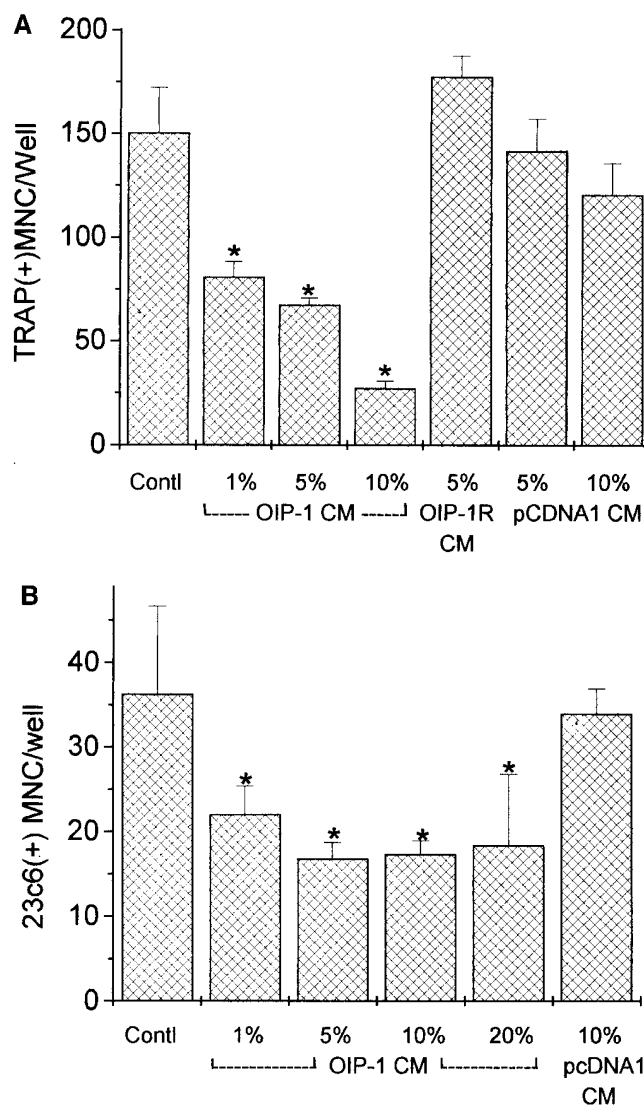 A
200
150
100
50
0
TRAP(+)MNC/Well
*
*
*
Contl 1% 5% 10% 5% 5% 10%
OIP-1 CM OIP-1R pCDNA1 CM
CM
B
40
30
20
10
0
23c6(+) MNC/well
*
*
*
*
Contl 1% 5% 10% 20% 10%
OIP-1 CM pcDNA1
CM